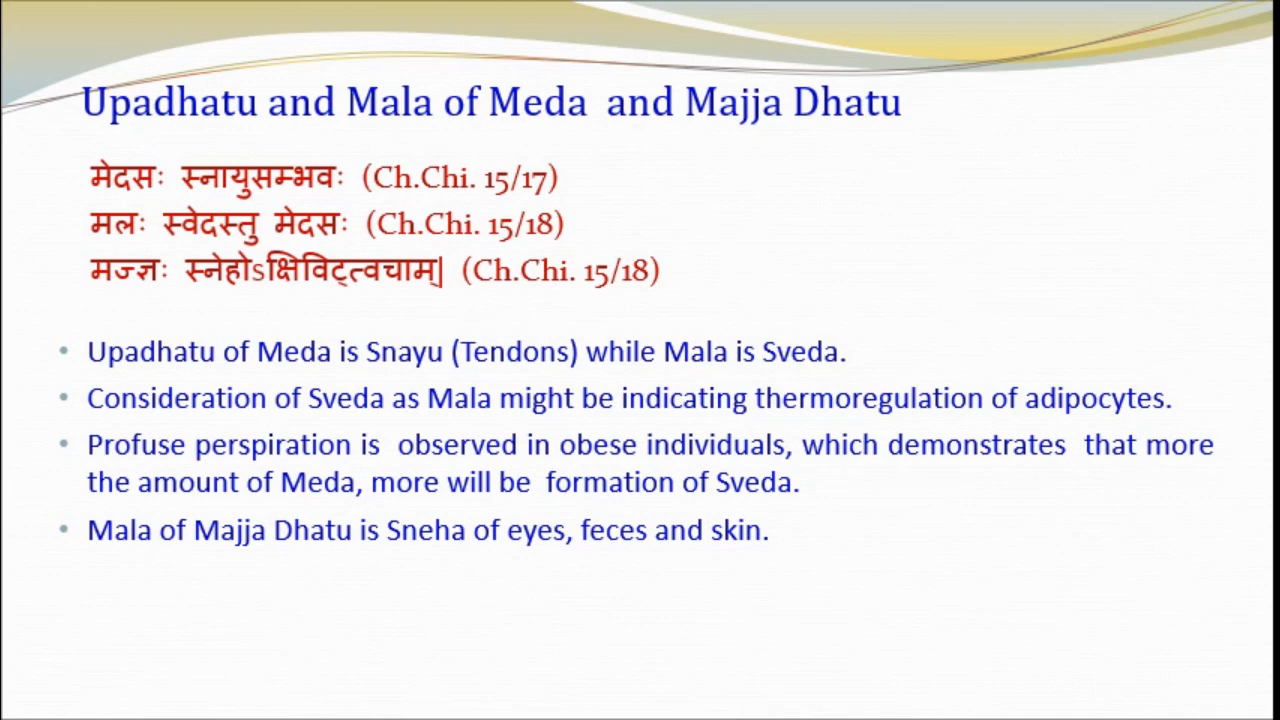 Upadhatu and Mala of Meda and Majja Dhatu
मेदसः स्नायुसम्भवः (Ch.Chi. 15/17)
मलः स्वेदस्तु मेदसः (Ch.Chi. 15/18)
मज्ज्ञः स्नेहोsक्षिविट्त्वचाम्| (Ch.Chi. 15/18)
• Upadhatu of Meda is Snayu (Tendons) while Mala is Sveda.
• Consideration of Sveda as Mala might be indicating thermoregulation of adipocytes.
• Profuse perspiration is observed in obese individuals, which demonstrates that more
the amount of Meda, more will be formation of Sveda.
• Mala of Majja Dhatu is Sneha of eyes, feces and skin.